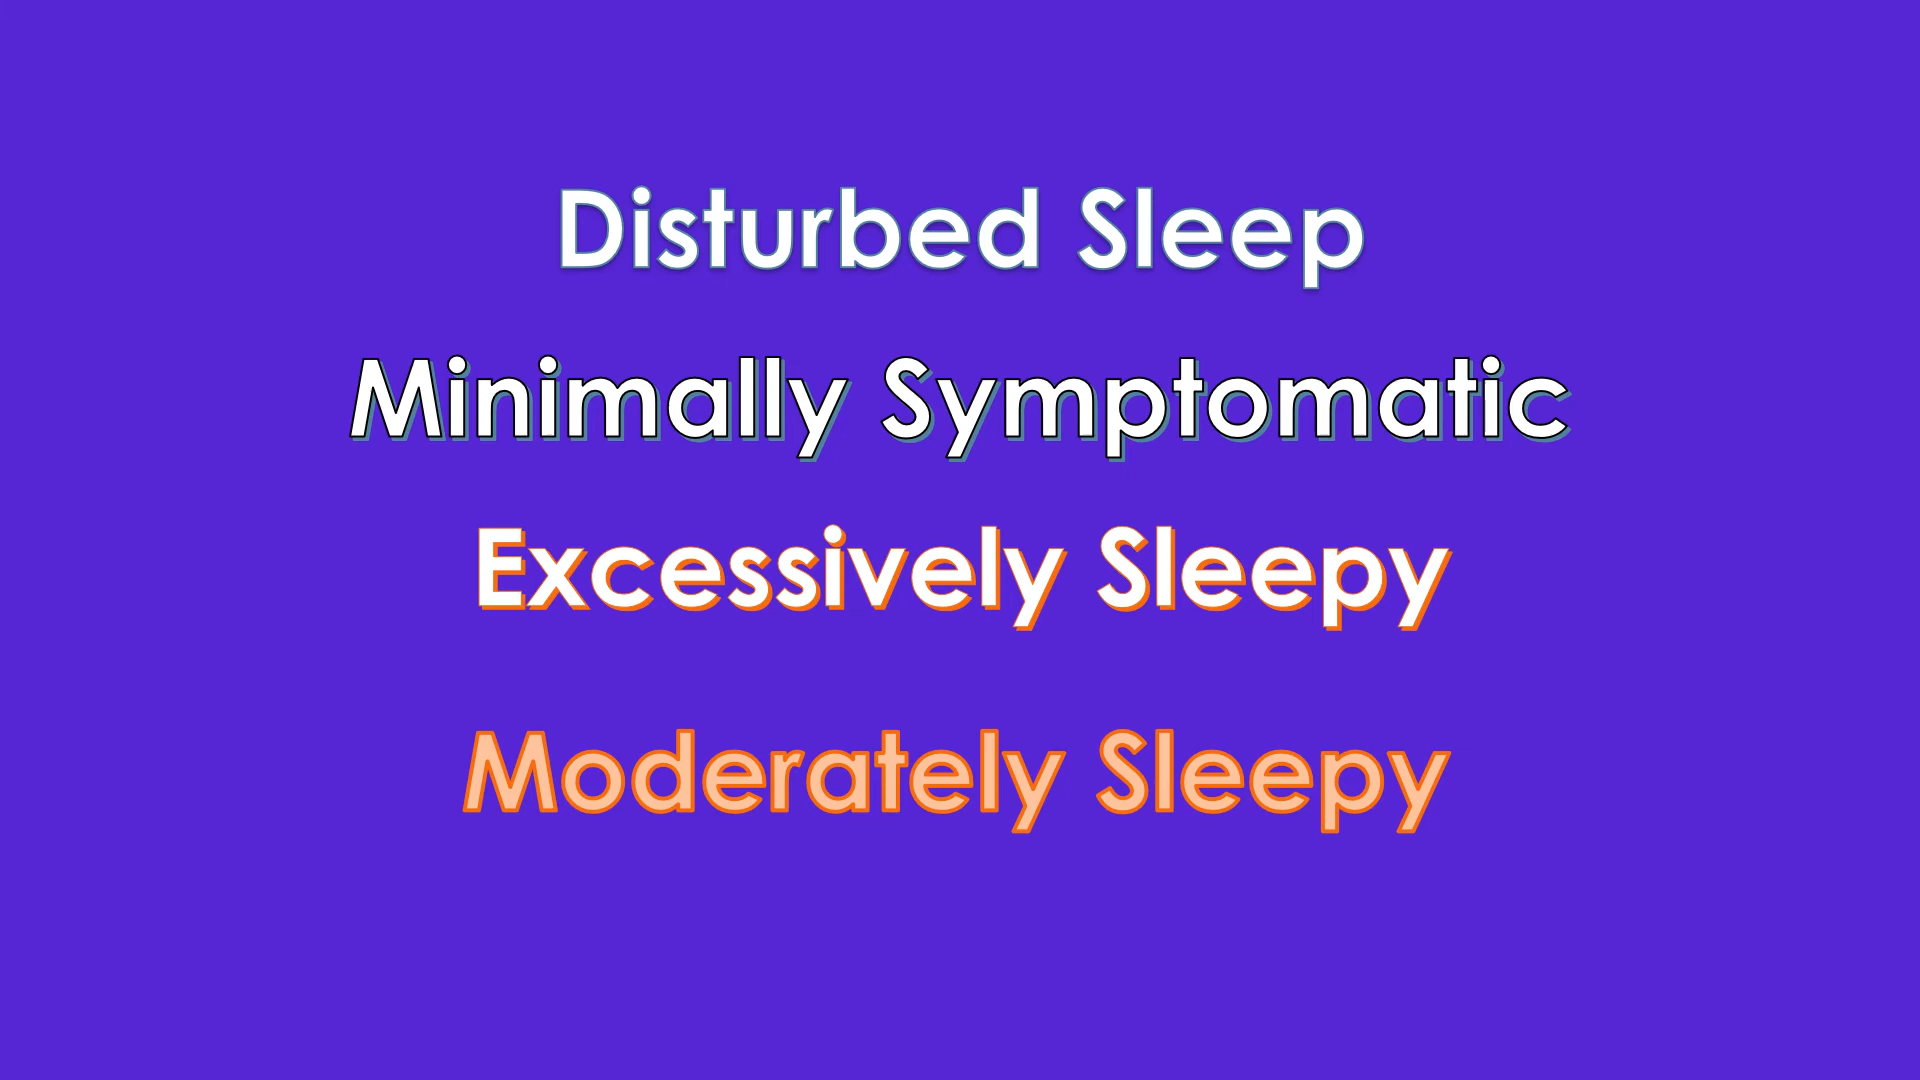 Disturbed Sleep
Minimally Symptomatic
Excessively Sleepy
Moderately Sleepy